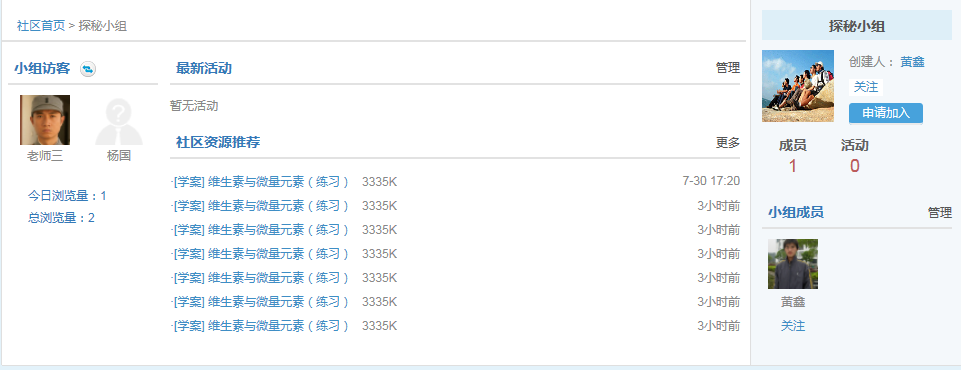 社区首页 > 探秘小组
小组访客
老师三
杨国
今日浏览量：1
总浏览量：2
最新活动 管理
暂无活动
社区资源推荐 更多
·[学案] 维生素与微量元素（练习） 3335K 7-30 17:20
·[学案] 维生素与微量元素（练习） 3335K 3小时前
·[学案] 维生素与微量元素（练习） 3335K 3小时前
·[学案] 维生素与微量元素（练习） 3335K 3小时前
·[学案] 维生素与微量元素（练习） 3335K 3小时前
·[学案] 维生素与微量元素（练习） 3335K 3小时前
·[学案] 维生素与微量元素（练习） 3335K 3小时前
探秘小组
创建人：黄鑫
关注
申请加入
成员 活动
1 0
小组成员 管理
黄鑫
关注